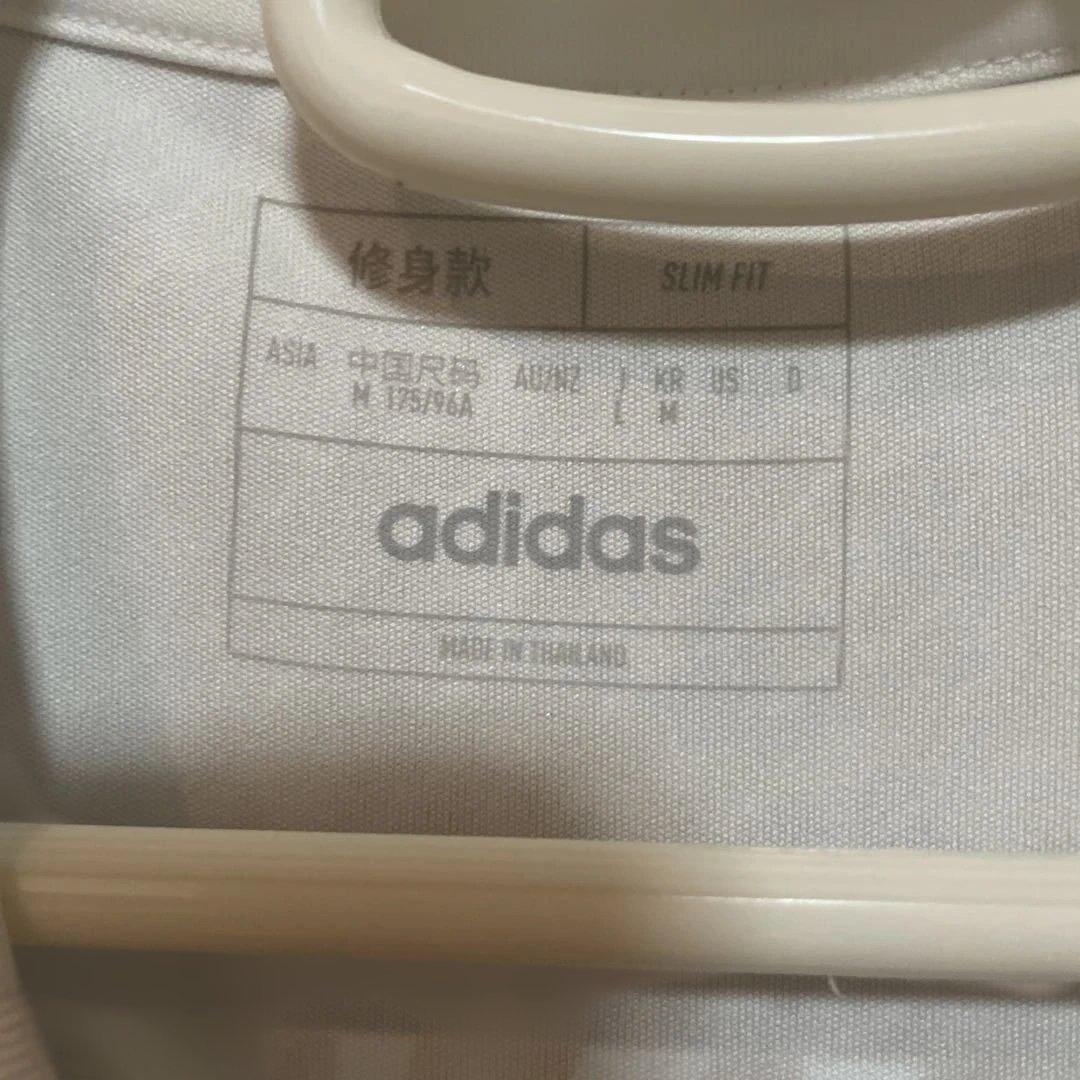 修身款 SLIM FIT
ASIA 中国尺码 AU/NZ J KR US D
M 175/96A L M
adidas
MADE IN THAILAND